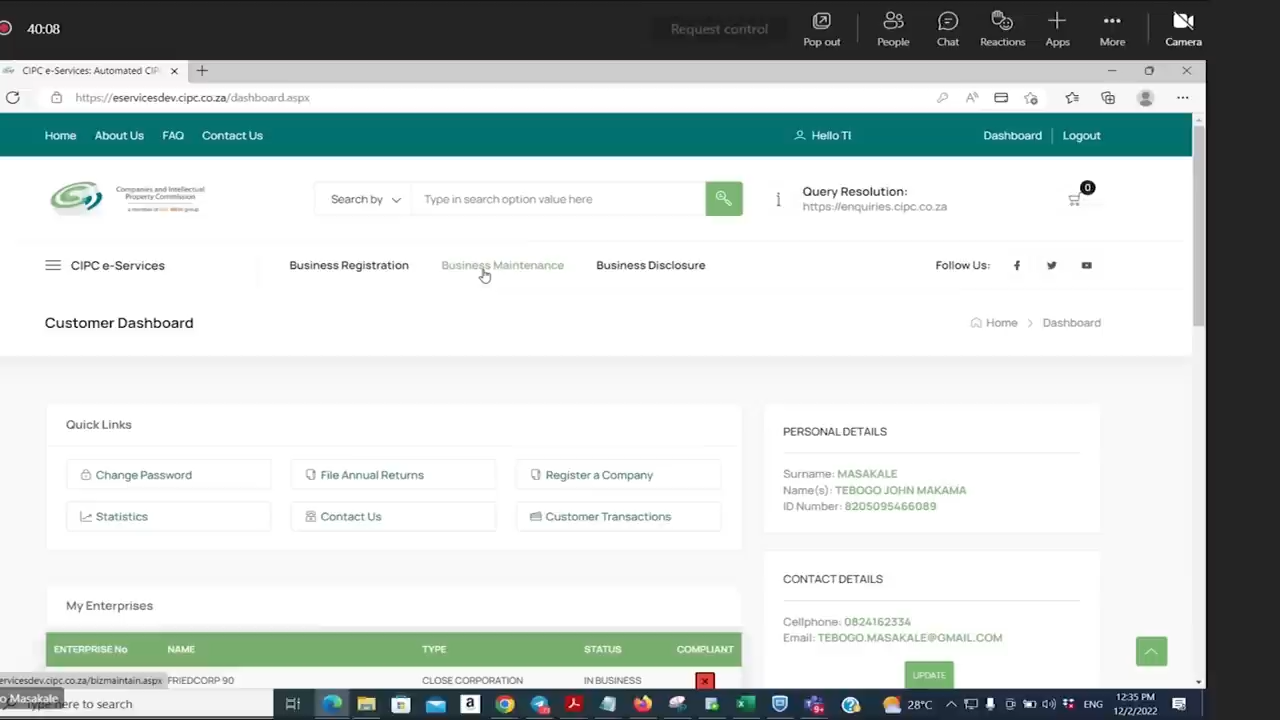 40:08
Request control
Pop out
People
Chat
Reactions
Apps
More
Camera
CIPC e-Services: Automated CIP
https://eservicesdev.cipc.co.za/dashboard.aspx
Home About Us FAQ Contact Us
Hello TI
Dashboard Logout
Companies and Intellectual
Property Commission
Search by
Type in search option value here
Query Resolution:
https://enquiries.cipc.co.za
0
CIPC e-Services
Business Registration Business Maintenance Business Disclosure
Follow Us:
Customer Dashboard
Home > Dashboard
Quick Links
Change Password File Annual Returns Register a Company
Statistics Contact Us Customer Transactions
PERSONAL DETAILS
Surname: MASAKALE
Name(s): TEBOGO JOHN MAKAMA
ID Number: 8205095466089
CONTACT DETAILS
Cellphone: 0824162334
Email: TEBOGO.MASAKALE@GMAIL.COM
UPDATE
My Enterprises
ENTERPRISE No NAME TYPE STATUS COMPLIANT
FRIEDCORP 90 CLOSE CORPORATION IN BUSINESS
ervicesdev.cipc.co.za/bizmaintain.aspx
o Masakale
ype here to search
28°C
ENG
12:35 PM
12/2/2022